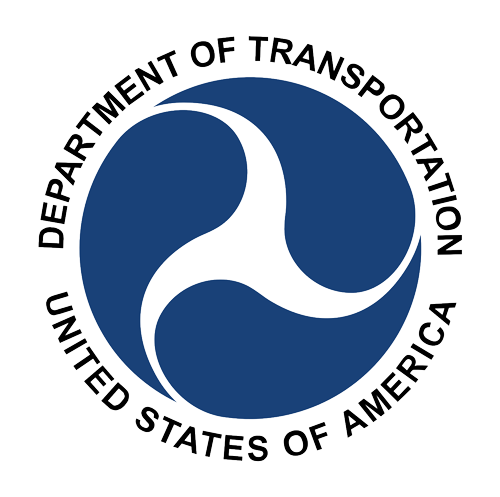 DEPARTMENT OF TRANSPORTATION
UNITED STATES OF AMERICA